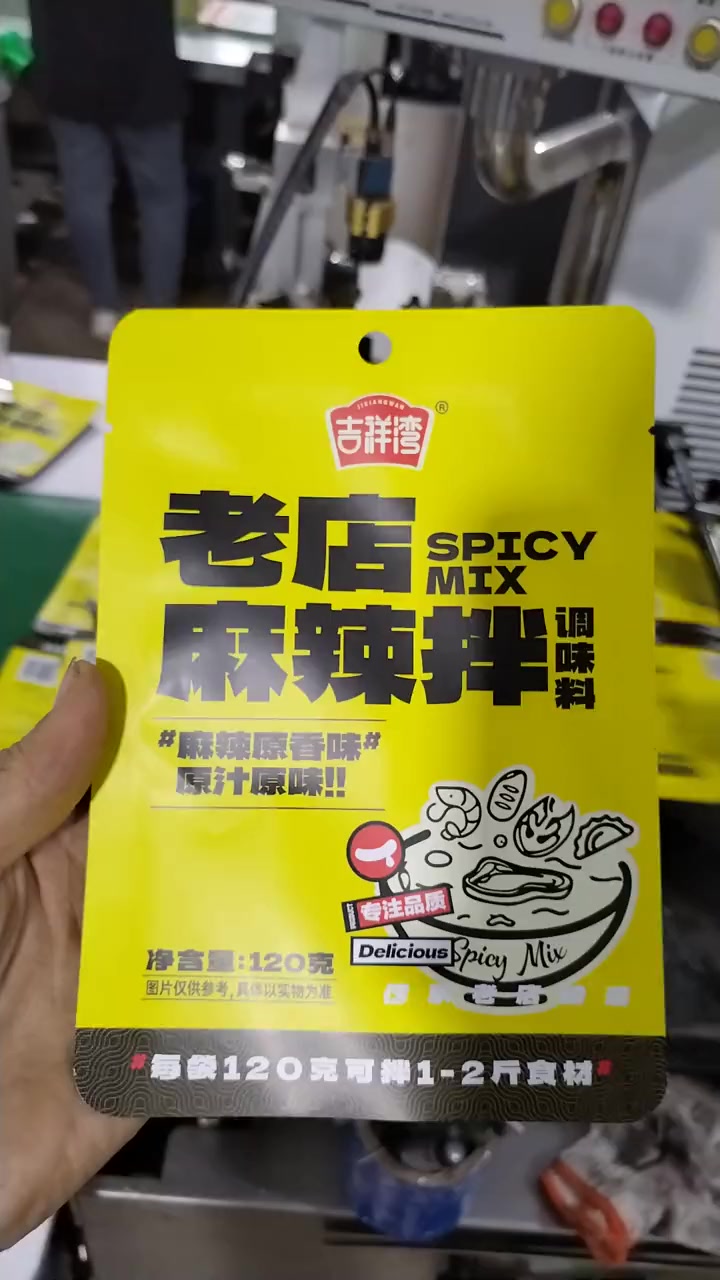 JIXIANGWAN
吉祥湾®
老店
SPICY
MIX
麻辣拌
调味料
#麻辣原香味#
原汁原味!!
专注品质
Delicious
Spicy Mix
净含量:120克
图片仅供参考,具体以实物为准
老店
#每袋120克可拌1-2斤食材#